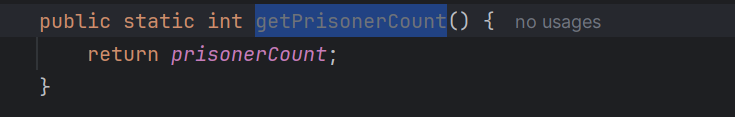 public static int getPrisonerCount() { no usages
    return prisonerCount;
}